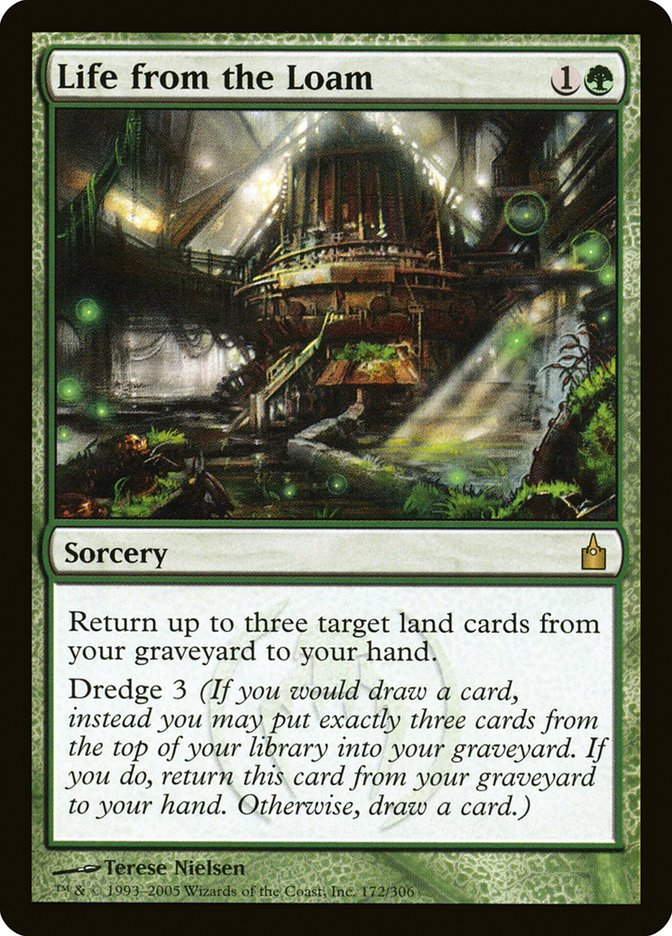 Life from the Loam 1
Sorcery
Return up to three target land cards from
your graveyard to your hand.
Dredge 3 (If you would draw a card,
instead you may put exactly three cards from
the top of your library into your graveyard. If
you do, return this card from your graveyard
to your hand. Otherwise, draw a card.)
Terese Nielsen
™ & © 1993–2005 Wizards of the Coast, Inc. 172/306